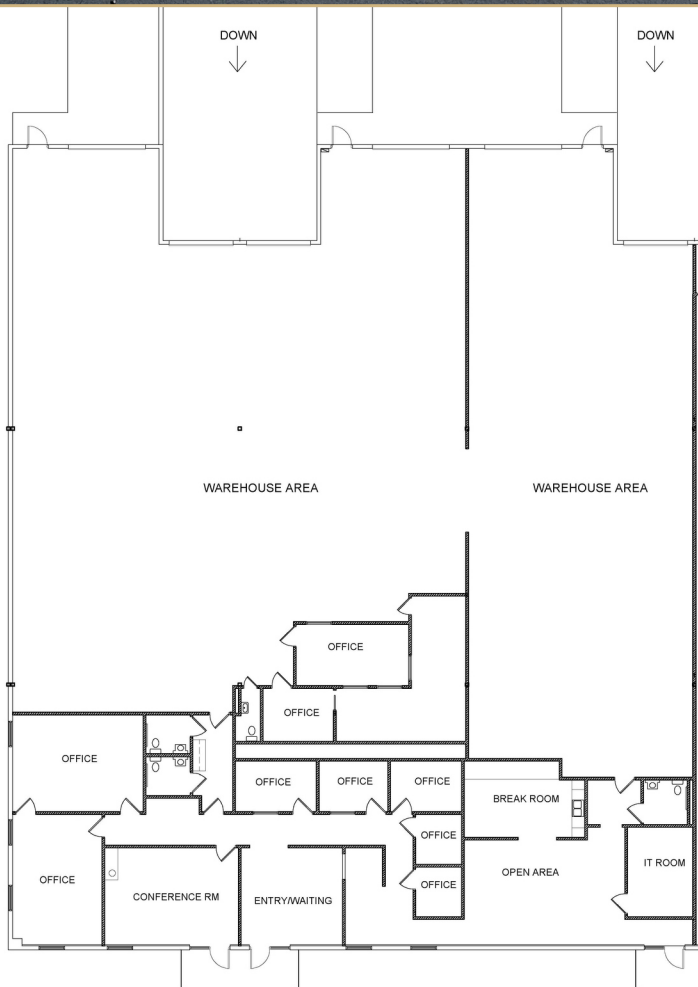 DOWN
DOWN
WAREHOUSE AREA
WAREHOUSE AREA
OFFICE
OFFICE
OFFICE
OFFICE
OFFICE
OFFICE
BREAK ROOM
OFFICE
IT ROOM
OPEN AREA
OFFICE
OFFICE
CONFERENCE RM
ENTRY/WAITING